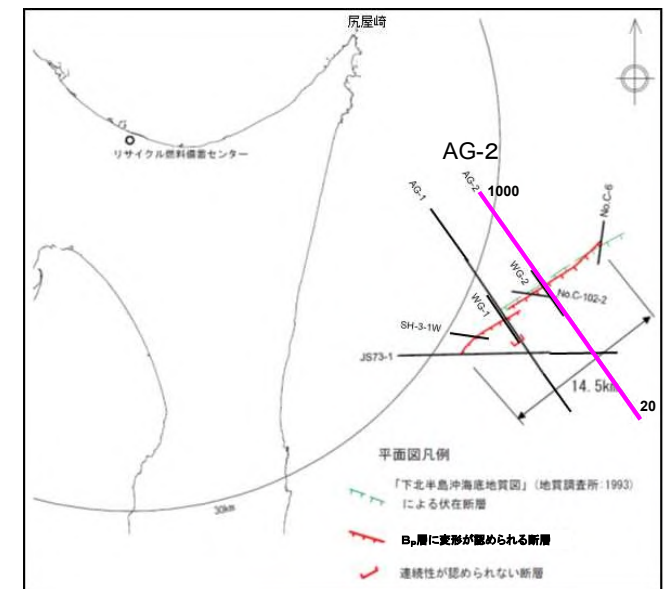 尻屋崎
リサイクル燃料備蓄センター
AG-2
AG-1
AG-2
1000
No.C-6
WG-2
WG-1
No.C-102-2
SH-3-1W
JS73-1
14.5km
20
平面図凡例
「下北半島沖海底地質図」（地質調査所:1993）
による伏在断層
30km
BP層に変形が認められる断層
連続性が認められない断層